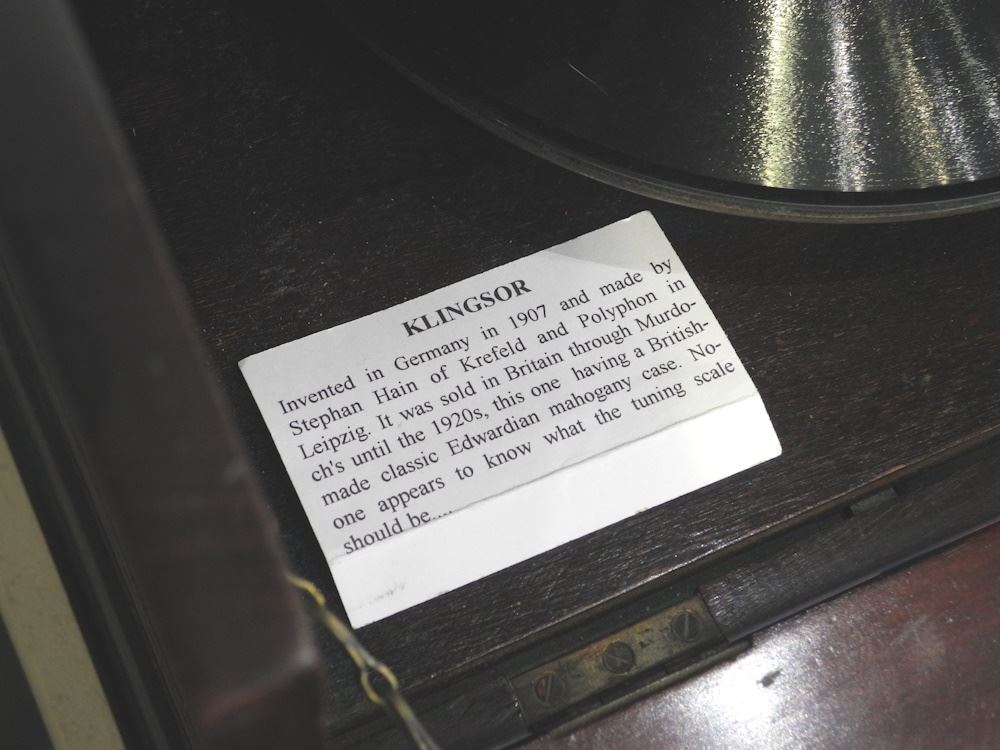 KLINGSOR
Invented in Germany in 1907 and made by
Stephan Hain of Krefeld and Polyphon in
Leipzig. It was sold in Britain through Murdo-
ch's until the 1920s, this one having a British-
made classic Edwardian mahogany case. No-
one appears to know what the tuning scale
should be....